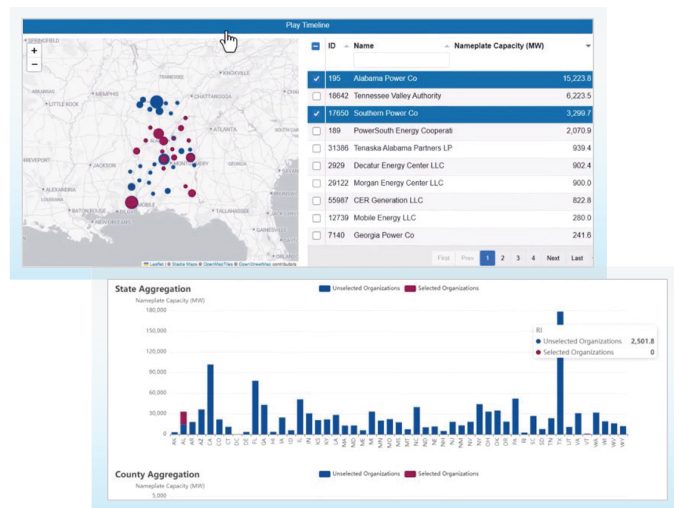 Play Timeline
SPRINGFIELD
+
−
KNOXVILLE
TENNESSEE
ARKANSAS
MEMPHIS
CHATTANOOGA
LITTLE ROCK
ATLANTA
JACKSON
GEORGIA
ALEXANDRIA
LOUISIANA
MOBILE
BATON ROUGE
TALLAHASSEE
NEW ORLEANS
GAINESVILLE
Leaflet | © Stadia Maps © OpenMapTiles © OpenStreetMap contributors
ID Name Nameplate Capacity (MW)
195 Alabama Power Co 15,223.8
18642 Tennessee Valley Authority 6,223.5
17650 Southern Power Co 3,299.7
189 PowerSouth Energy Cooperati 2,070.9
31386 Tenaska Alabama Partners LP 939.4
2929 Decatur Energy Center LLC 902.4
29122 Morgan Energy Center LLC 900.0
55987 CER Generation LLC 822.8
12739 Mobile Energy LLC 280.0
7140 Georgia Power Co 241.6
First Prev 1 2 3 4 Next Last
State Aggregation
Unselected Organizations Selected Organizations
Nameplate Capacity (MW)
180,000
150,000
120,000
90,000
60,000
30,000
0
RI
Unselected Organizations 2,501.8
Selected Organizations 0
AK AL AR AZ CA CO CT DC DE FL GA HI IA ID IL IN KS KY LA MA MD ME MI MN MO MS MT NC ND NE NH NJ NM NV NY OH OK OR PA RI SC SD TN TX UT VA VT WA WI WV WY
County Aggregation
Unselected Organizations Selected Organizations
Nameplate Capacity (MW)
5,000